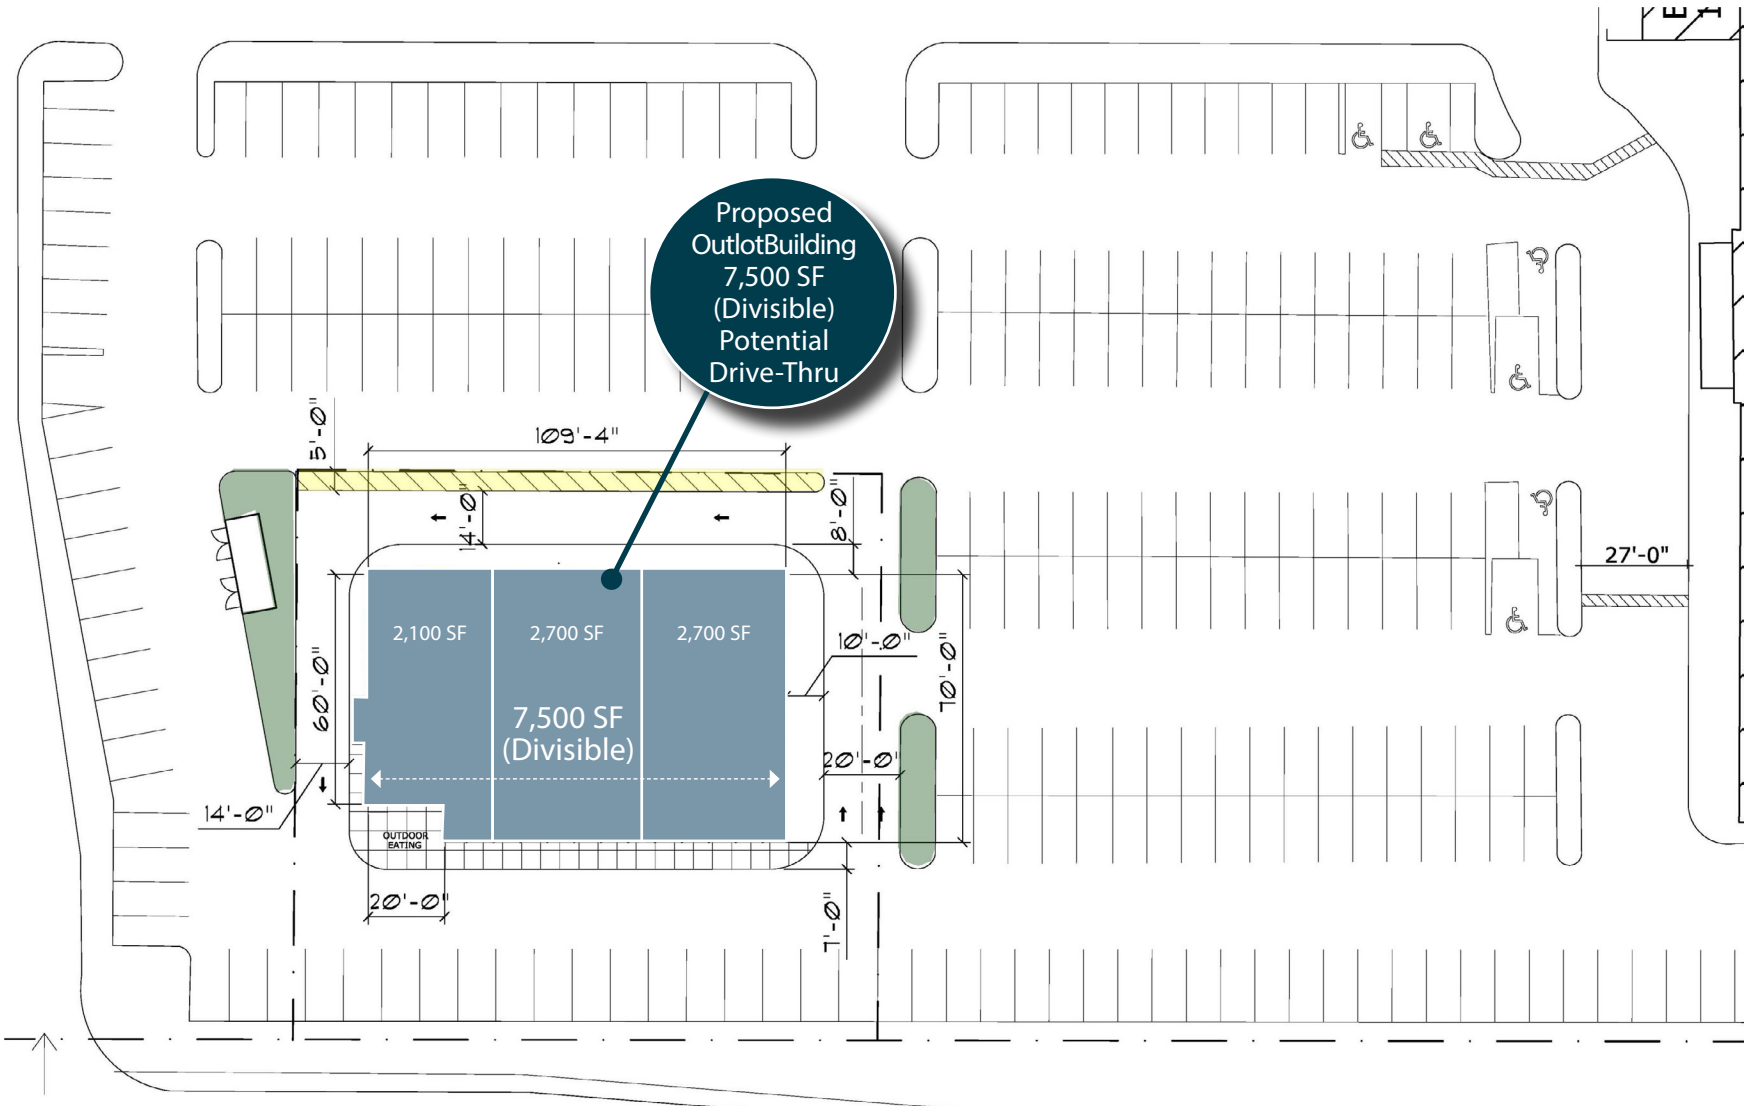 Proposed
OutlotBuilding
7,500 SF
(Divisible)
Potential
Drive-Thru
5'-0"
109'-4"
14'-0"
8'-0"
27'-0"
2,100 SF
2,700 SF
2,700 SF
10'-0"
60'-0"
70'-0"
7,500 SF
(Divisible)
20'-0"
14'-0"
OUTDOOR
EATING
20'-0"
7'-0"